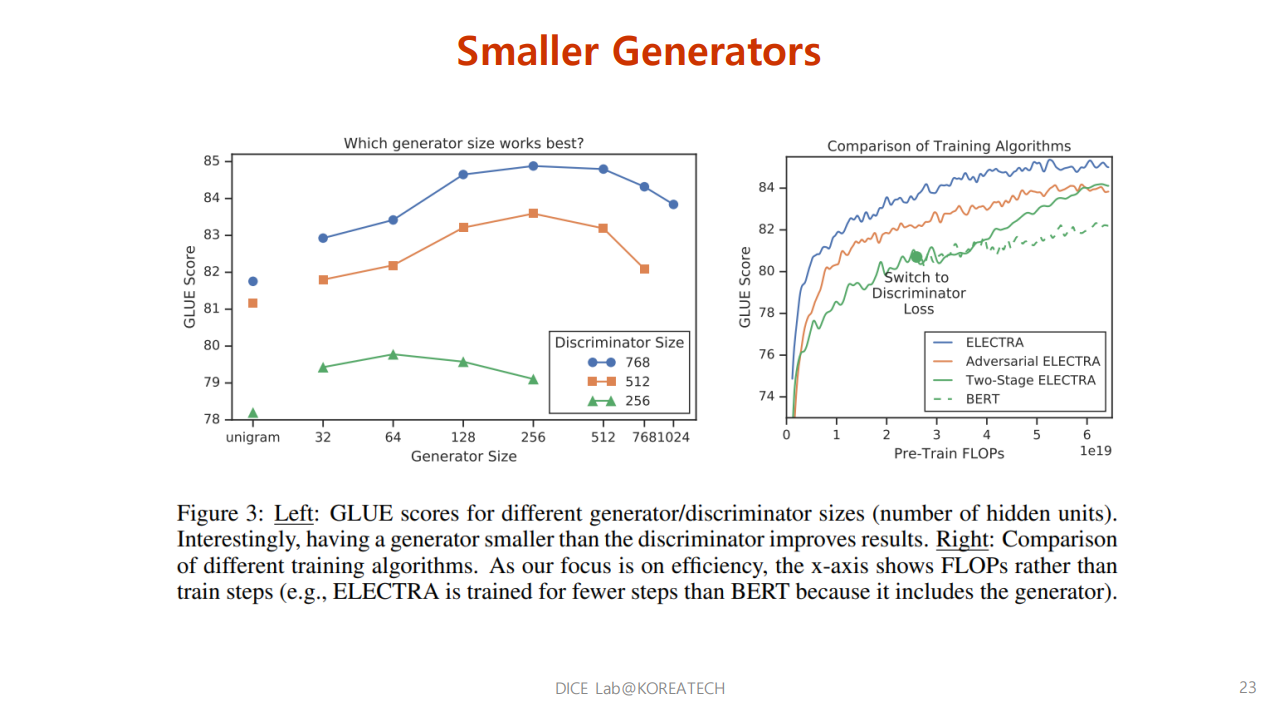 Smaller Generators
Which generator size works best?
85
84
83
82
81
80
79
78
GLUE Score
unigram 32 64 128 256 512 7681024
Generator Size
Discriminator Size
768
512
256
Comparison of Training Algorithms
84
82
80
78
76
74
GLUE Score
Switch to
Discriminator
Loss
ELECTRA
Adversarial ELECTRA
Two-Stage ELECTRA
BERT
0 1 2 3 4 5 6
1e19
Pre-Train FLOPs
Figure 3: Left: GLUE scores for different generator/discriminator sizes (number of hidden units).
Interestingly, having a generator smaller than the discriminator improves results. Right: Comparison
of different training algorithms. As our focus is on efficiency, the x-axis shows FLOPs rather than
train steps (e.g., ELECTRA is trained for fewer steps than BERT because it includes the generator).
DICE Lab@KOREATECH
23